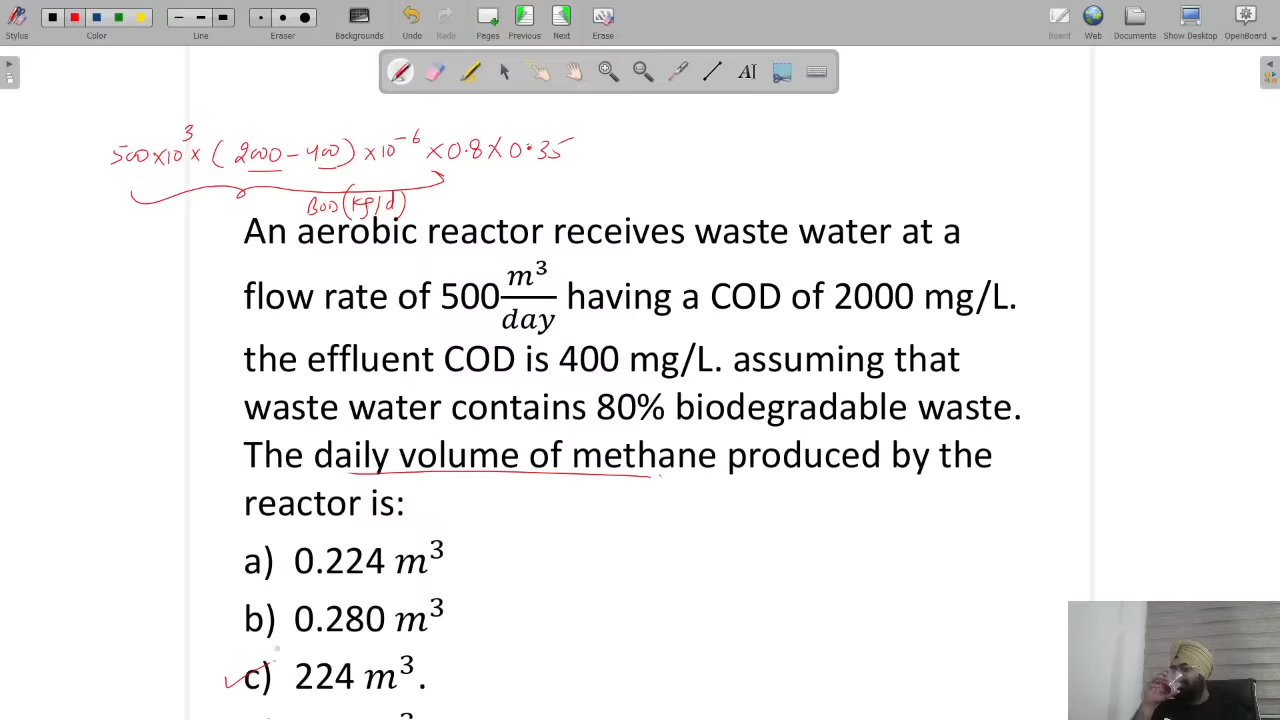 Stylus Color Line Eraser Backgrounds Undo Redo Pages Previous Next Erase Board Web Documents Show Desktop OpenBoard
500×10³×(2000-400)×10⁻⁶×0.8×0.35
BOD(kg/d)
An aerobic reactor receives waste water at a
flow rate of 500 m³/day having a COD of 2000 mg/L.
the effluent COD is 400 mg/L. assuming that
waste water contains 80% biodegradable waste.
The daily volume of methane produced by the
reactor is:
a) 0.224 m³
b) 0.280 m³
c) 224 m³.